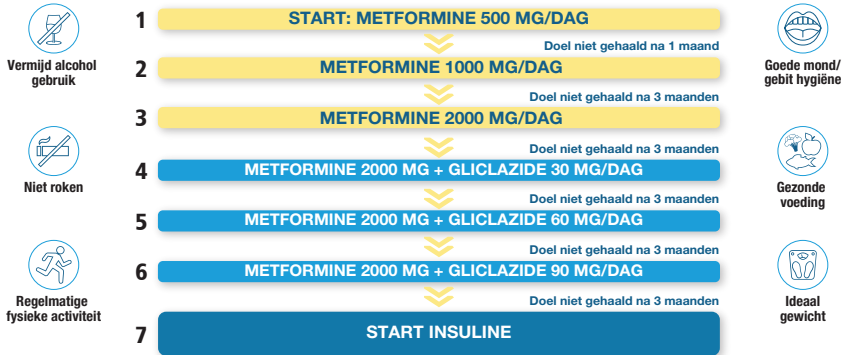 1 START: METFORMINE 500 MG/DAG
Doel niet gehaald na 1 maand
2 METFORMINE 1000 MG/DAG
Doel niet gehaald na 3 maanden
3 METFORMINE 2000 MG/DAG
Doel niet gehaald na 3 maanden
4 METFORMINE 2000 MG + GLICLAZIDE 30 MG/DAG
Doel niet gehaald na 3 maanden
5 METFORMINE 2000 MG + GLICLAZIDE 60 MG/DAG
Doel niet gehaald na 3 maanden
6 METFORMINE 2000 MG + GLICLAZIDE 90 MG/DAG
Doel niet gehaald na 3 maanden
7 START INSULINE
Vermijd alcohol
gebruik
Niet roken
Regelmatige
fysieke activiteit
Goede mond/
gebit hygiëne
Gezonde
voeding
Ideaal
gewicht